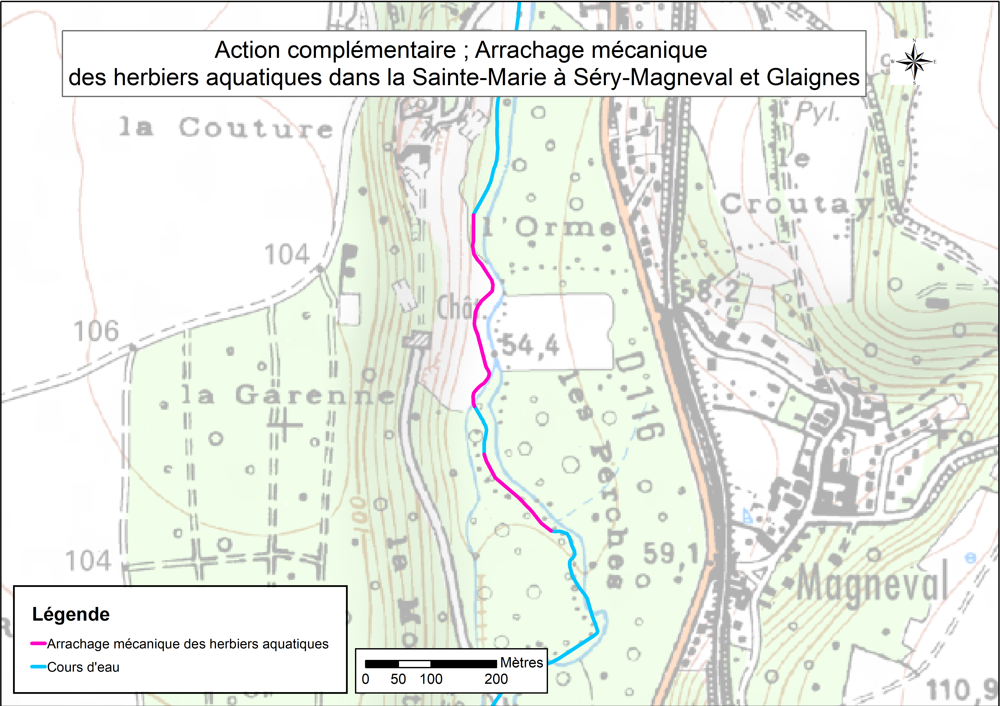 Action complémentaire ; Arrachage mécanique
des herbiers aquatiques dans la Sainte-Marie à Séry-Magneval et Glaignes
N
W
E
S
Pyl.
la Couture
le
Croutay
l'Orme
104
58,2
Chât.
106
54,4
D 116
la Garenne
les Perches
100
59,1
104
le
Magneval
Légende
Arrachage mécanique des herbiers aquatiques
Cours d'eau
Mètres
0 50 100 200
110,9